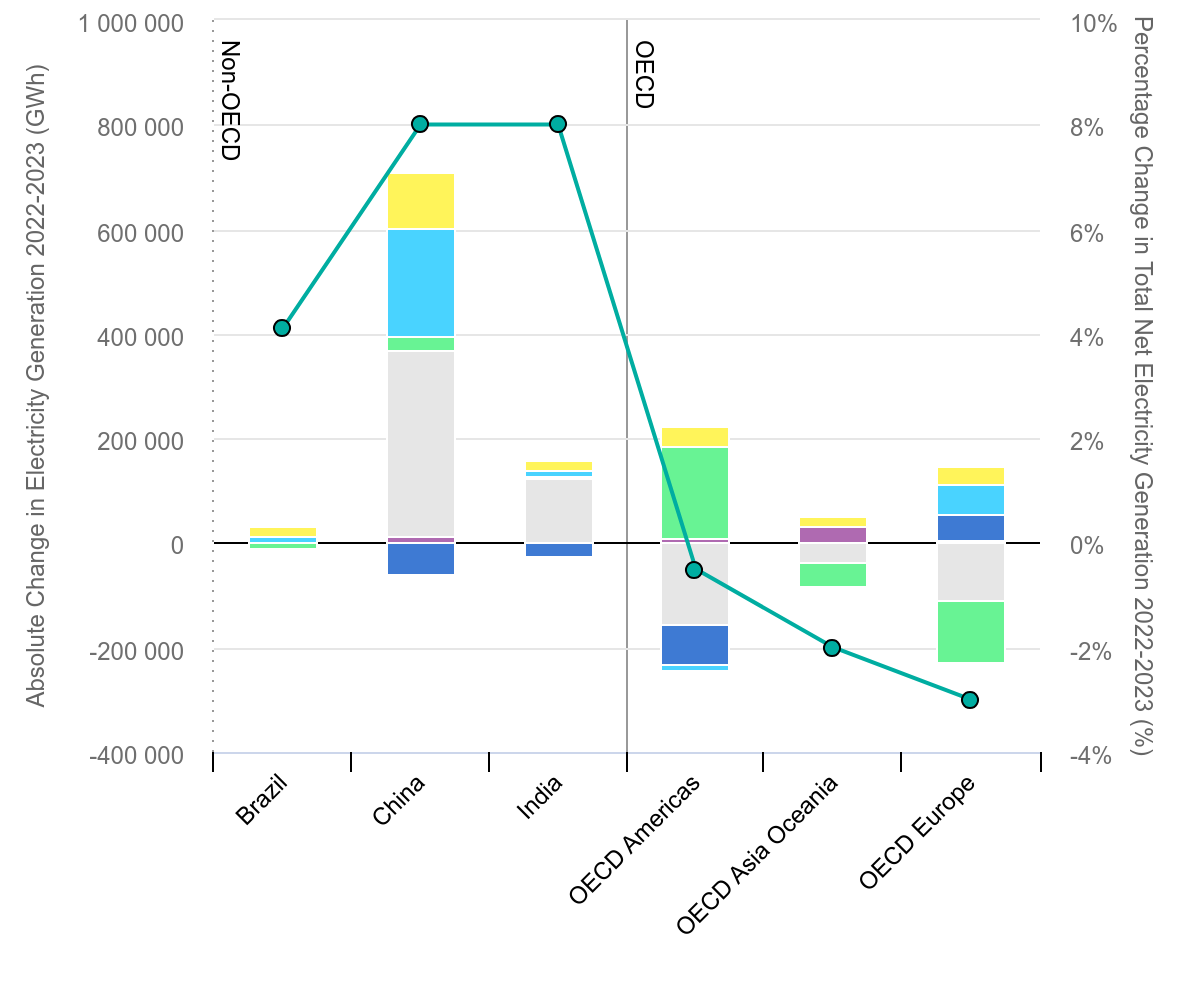 1 000 000
800 000
600 000
400 000
200 000
0
-200 000
-400 000
Absolute Change in Electricity Generation 2022-2023 (GWh)
Non-OECD
OECD
10%
8%
6%
4%
2%
0%
-2%
-4%
Percentage Change in Total Net Electricity Generation 2022-2023 (%)
Brazil
China
India
OECD Americas
OECD Asia Oceania
OECD Europe